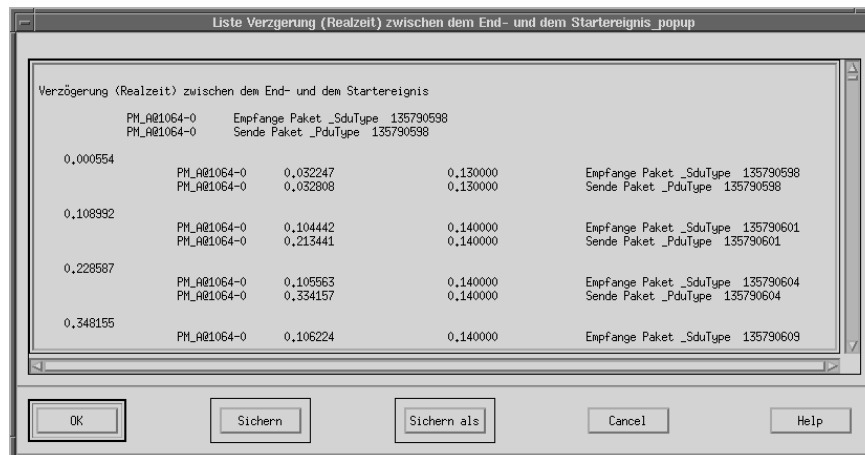 Liste Verzgerung (Realzeit) zwischen dem End- und dem Startereignis_popup
Verzögerung (Realzeit) zwischen dem End- und dem Startereignis
PM_A@1064-0 Empfange Paket _SduType 135790598
PM_A@1064-0 Sende Paket _PduType 135790598
0.000554
PM_A@1064-0 0.032247 0.130000 Empfange Paket _SduType 135790598
PM_A@1064-0 0.032808 0.130000 Sende Paket _PduType 135790598
0.108992
PM_A@1064-0 0.104442 0.140000 Empfange Paket _SduType 135790601
PM_A@1064-0 0.213441 0.140000 Sende Paket _PduType 135790601
0.228587
PM_A@1064-0 0.105563 0.140000 Empfange Paket _SduType 135790604
PM_A@1064-0 0.334157 0.140000 Sende Paket _PduType 135790604
0.348155
PM_A@1064-0 0.106224 0.140000 Empfange Paket _SduType 135790609
OK Sichern Sichern als Cancel Help